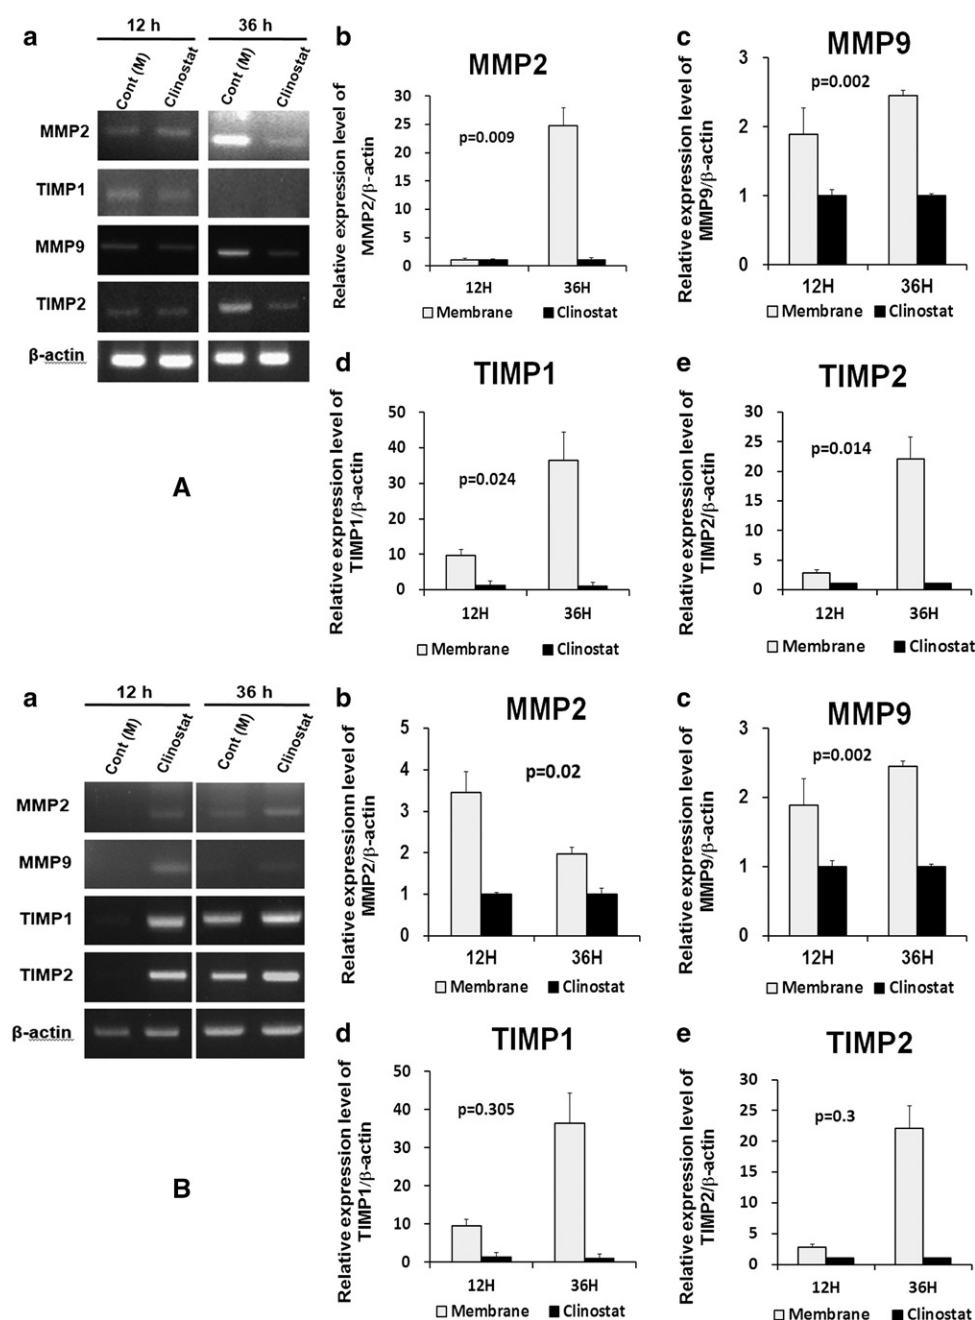 a
12 h 36 h
Cont (M) Clinostat Cont (M) Clinostat
MMP2
TIMP1
MMP9
TIMP2
β-actin
b
MMP2
Relative expression level of
MMP2/β-actin
30
25
20
15
10
5
0
p=0.009
12H 36H
Membrane Clinostat
c
MMP9
Relative expression level of
MMP9/β-actin
3
2
1
0
p=0.002
12H 36H
Membrane Clinostat
d
TIMP1
Relative expression level of
TIMP1/β-actin
50
40
30
20
10
0
p=0.024
12H 36H
Membrane Clinostat
e
TIMP2
Relative expression level of
TIMP2/β-actin
30
25
20
15
10
5
0
p=0.014
12H 36H
Membrane Clinostat
A
a
12 h 36 h
Cont (M) Clinostat Cont (M) Clinostat
MMP2
MMP9
TIMP1
TIMP2
β-actin
b
MMP2
Relative expression level of
MMP2/β-actin
5
4
3
2
1
0
p=0.02
12H 36H
Membrane Clinostat
c
MMP9
Relative expression level of
MMP9/β-actin
3
2
1
0
p=0.002
12H 36H
Membrane Clinostat
d
TIMP1
Relative expression level of
TIMP1/β-actin
50
40
30
20
10
0
p=0.305
12H 36H
Membrane Clinostat
e
TIMP2
Relative expression level of
TIMP2/β-actin
30
25
20
15
10
5
0
p=0.3
12H 36H
Membrane Clinostat
B